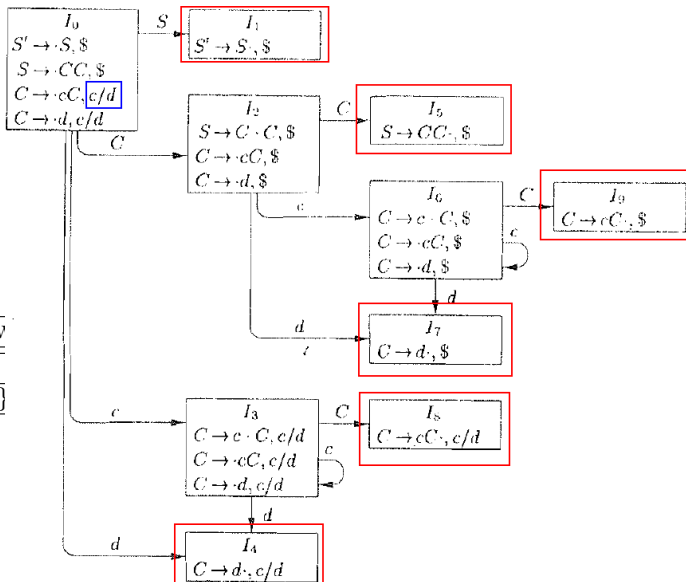 I₀
S' → ·S, $
S → ·CC, $
C → ·cC, c/d
C → ·d, c/d
S
I₁
S' → S·, $
C
I₂
S → C · C, $
C → ·cC, $
C → ·d, $
C
I₅
S → CC·, $
c
I₆
C → c · C, $
C → ·cC, $
C → ·d, $
C
I₉
C → cC·, $
c
d
d
I₇
C → d·, $
c
I₃
C → c · C, c/d
C → ·cC, c/d
C → ·d, c/d
C
I₈
C → cC·, c/d
c
d
d
I₄
C → d·, c/d